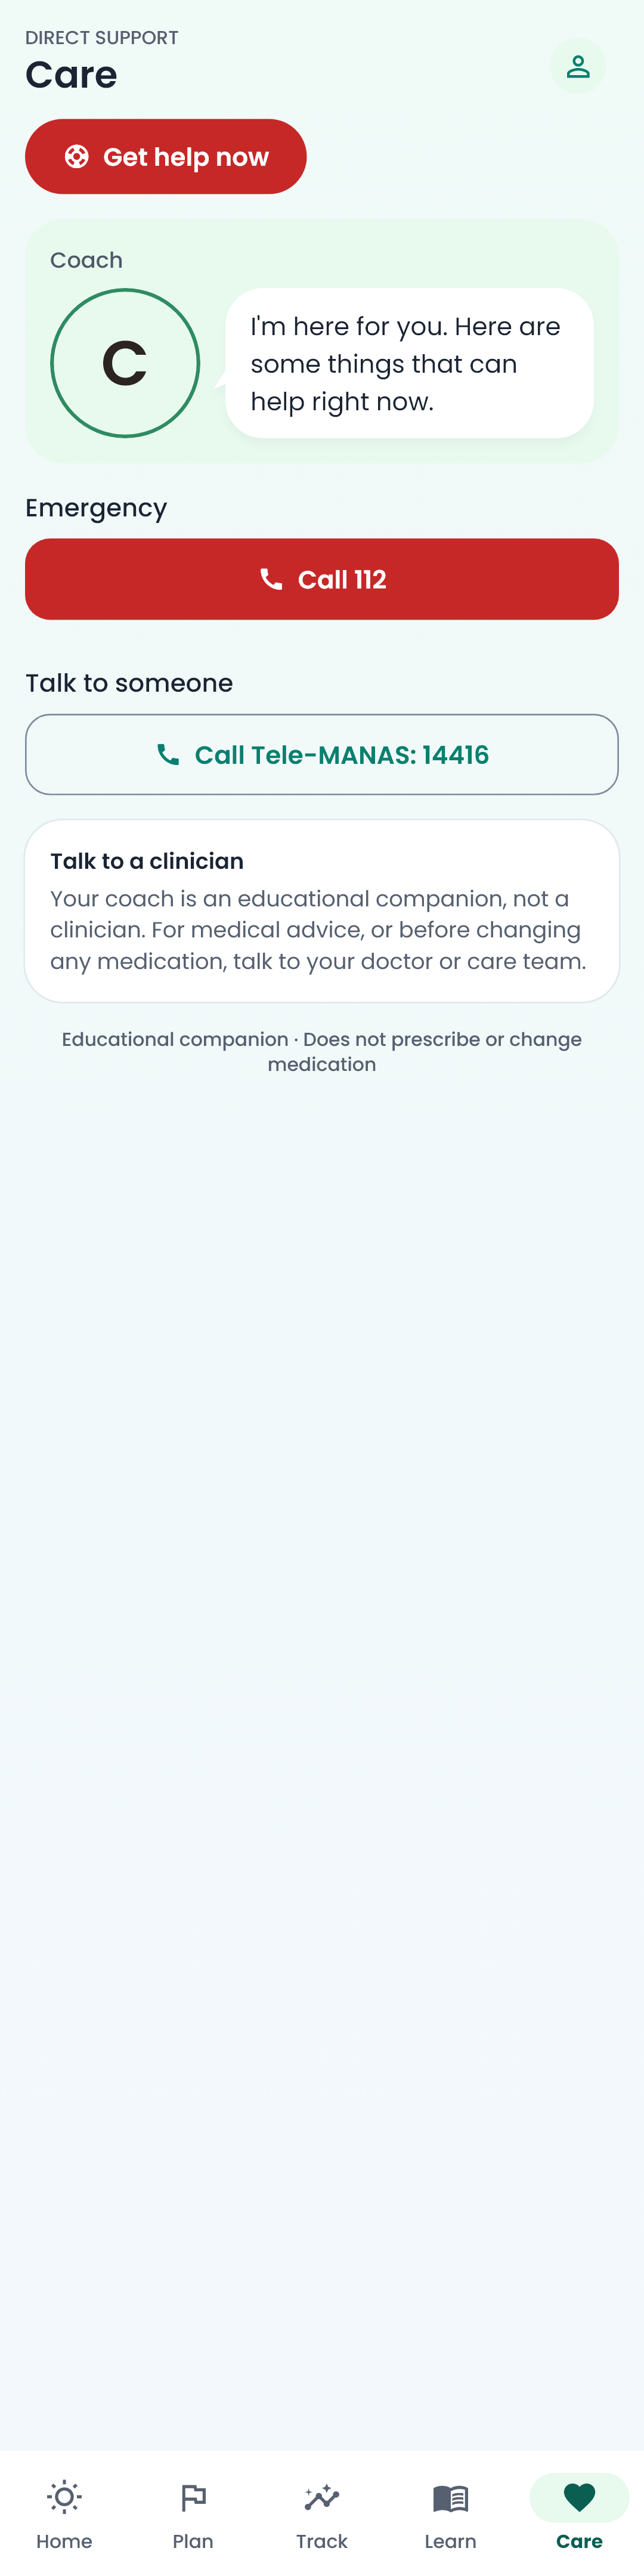 DIRECT SUPPORT
Care
Get help now
Coach
C
I'm here for you. Here are
some things that can
help right now.
Emergency
Call 112
Talk to someone
Call Tele-MANAS: 14416
Talk to a clinician
Your coach is an educational companion, not a
clinician. For medical advice, or before changing
any medication, talk to your doctor or care team.
Educational companion · Does not prescribe or change
medication
Home
Plan
Track
Learn
Care